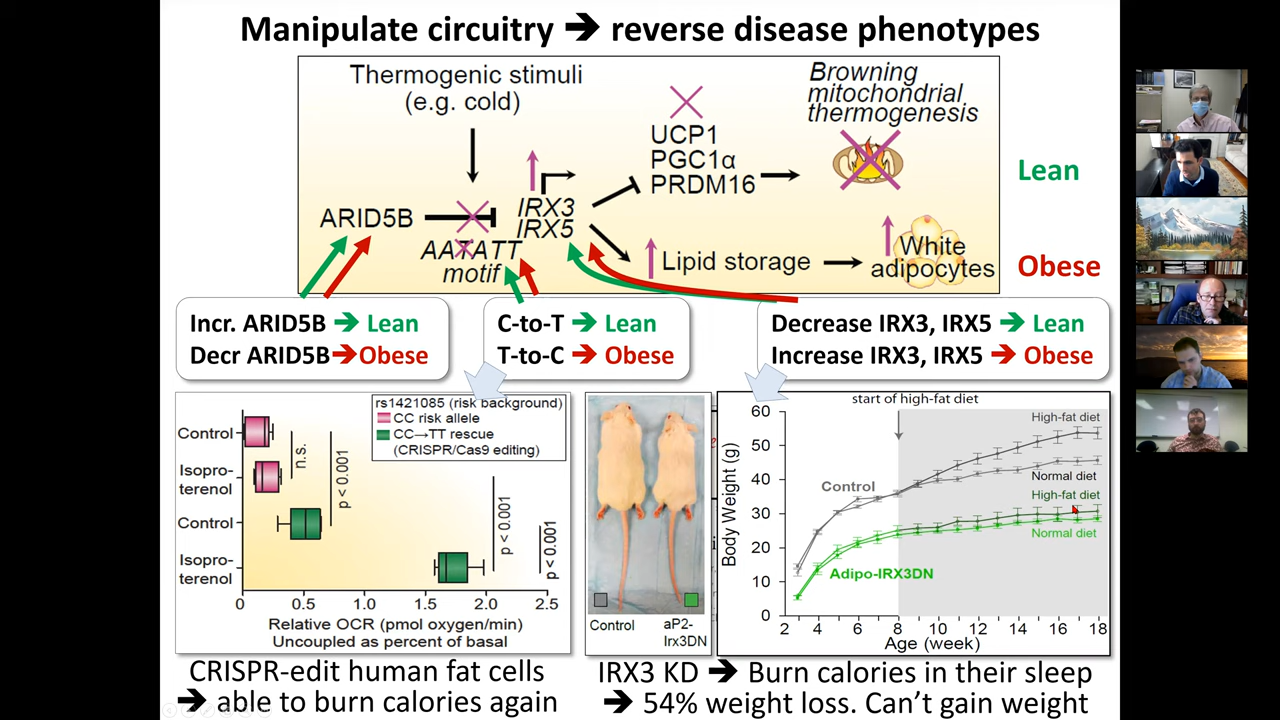 Manipulate circuitry ➔ reverse disease phenotypes
Thermogenic stimuli
(e.g. cold)
ARID5B
AATATT
motif
IRX3
IRX5
UCP1
PGC1α
PRDM16
Browning
mitochondrial
thermogenesis
Lipid storage
White
adipocytes
Lean
Obese
Incr. ARID5B ➔ Lean
Decr ARID5B➔Obese
C-to-T ➔ Lean
T-to-C ➔ Obese
Decrease IRX3, IRX5 ➔ Lean
Increase IRX3, IRX5 ➔ Obese
rs1421085 (risk background)
CC risk allele
CC→TT rescue
(CRISPR/Cas9 editing)
Control
Isopro-
terenol
Control
Isopro-
terenol
n.s.
p < 0.001
p < 0.001
p < 0.001
0 0.5 1.0 1.5 2.0 2.5
Relative OCR (pmol oxygen/min)
Uncoupled as percent of basal
Control
aP2-
Irx3DN
start of high-fat diet
Body Weight (g)
60
50
40
30
20
10
0
High-fat diet
Control
Normal diet
High-fat diet
Normal diet
Adipo-IRX3DN
2 4 6 8 10 12 14 16 18
Age (week)
CRISPR-edit human fat cells
➔ able to burn calories again
IRX3 KD ➔ Burn calories in their sleep
➔ 54% weight loss. Can’t gain weight